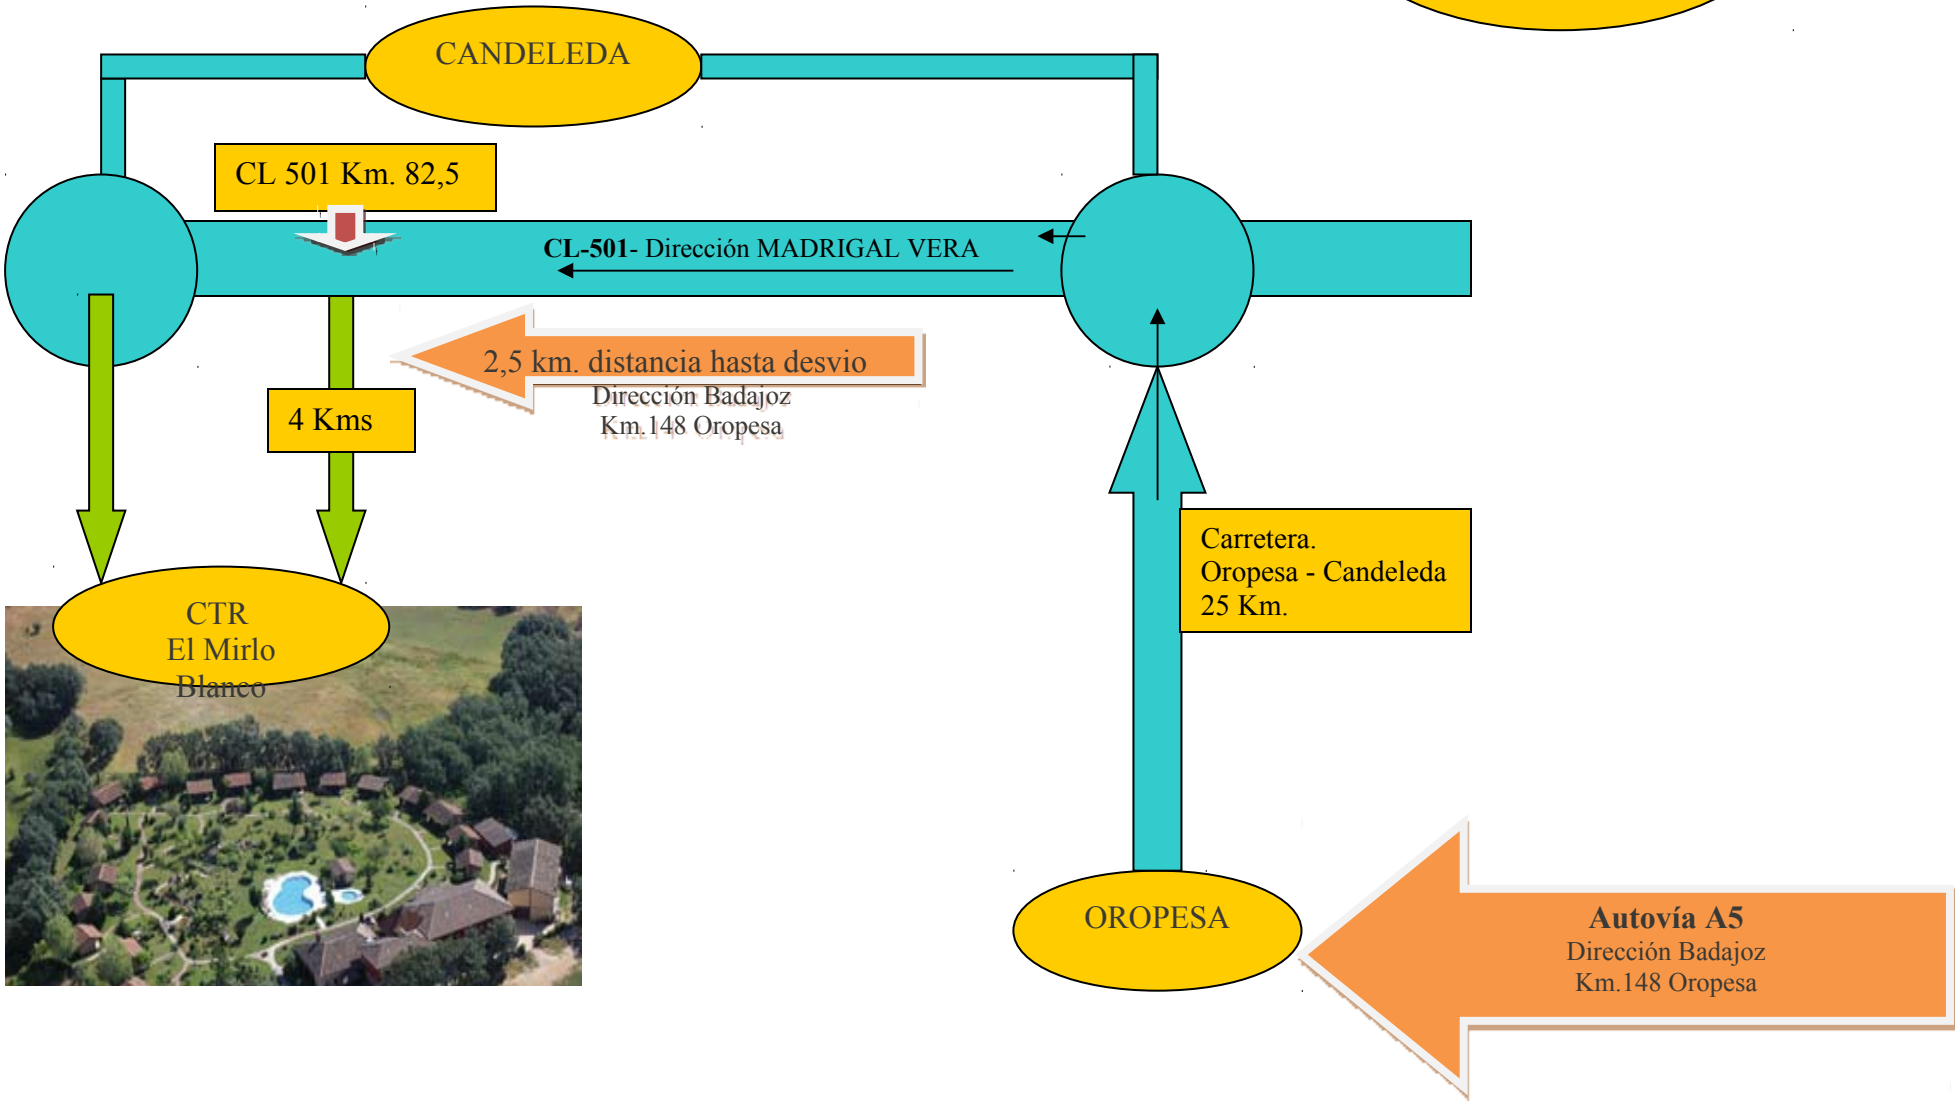 CANDELEDA
CL 501 Km. 82,5
CL-501- Dirección MADRIGAL VERA
2,5 km. distancia hasta desvio
Dirección Badajoz
Km.148 Oropesa
4 Kms
Carretera.
Oropesa - Candeleda
25 Km.
CTR
El Mirlo
Blanco
OROPESA
Autovía A5
Dirección Badajoz
Km.148 Oropesa